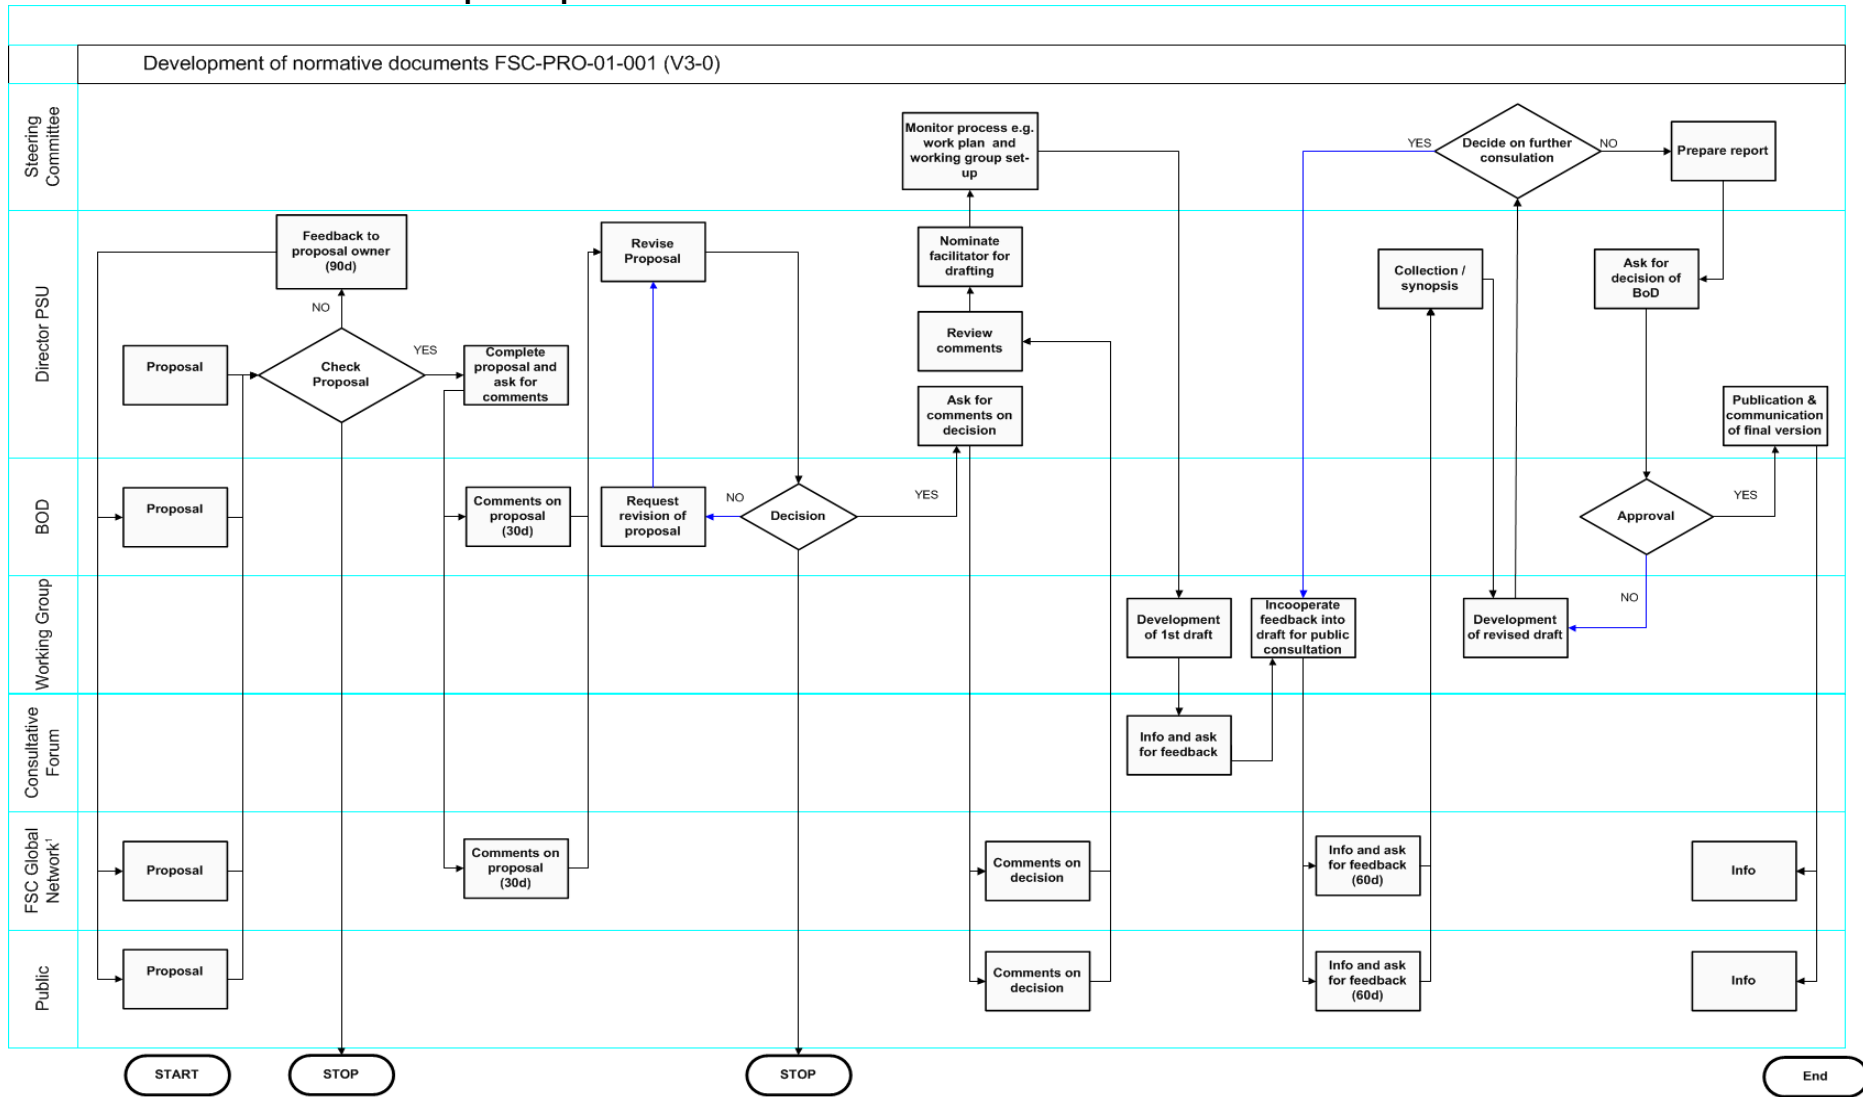 Development of normative documents FSC-PRO-01-001 (V3-0)
Steering
Committee
Monitor process e.g.
work plan and
working group set-
up
YES
Decide on further
consulation
NO
Prepare report
Director PSU
Feedback to
proposal owner
(90d)
NO
Proposal
Check
Proposal
YES
Complete
proposal and
ask for
comments
Revise
Proposal
Nominate
facilitator for
drafting
Review
comments
Ask for
comments on
decision
Collection /
synopsis
Ask for
decision of
BoD
Publication &
communication
of final version
BOD
Proposal
Comments on
proposal
(30d)
Request
revision of
proposal
NO
Decision
YES
Approval
YES
NO
Working Group
Development
of 1st draft
Incooperate
feedback into
draft for public
consultation
Development
of revised draft
Consultative
Forum
Info and ask
for feedback
FSC Global
Network¹
Proposal
Comments on
proposal
(30d)
Comments on
decision
Info and ask
for feedback
(60d)
Info
Public
Proposal
Comments on
decision
Info and ask
for feedback
(60d)
Info
START
STOP
STOP
End